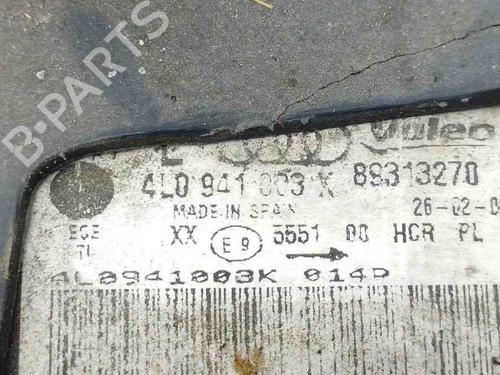 B-PARTS
L Valeo
4L0 941 003 K 89313270
MADE IN SPAIN 26-02-0
ECE XX E9 5551 00 HCR PL
4L0941003K 014D